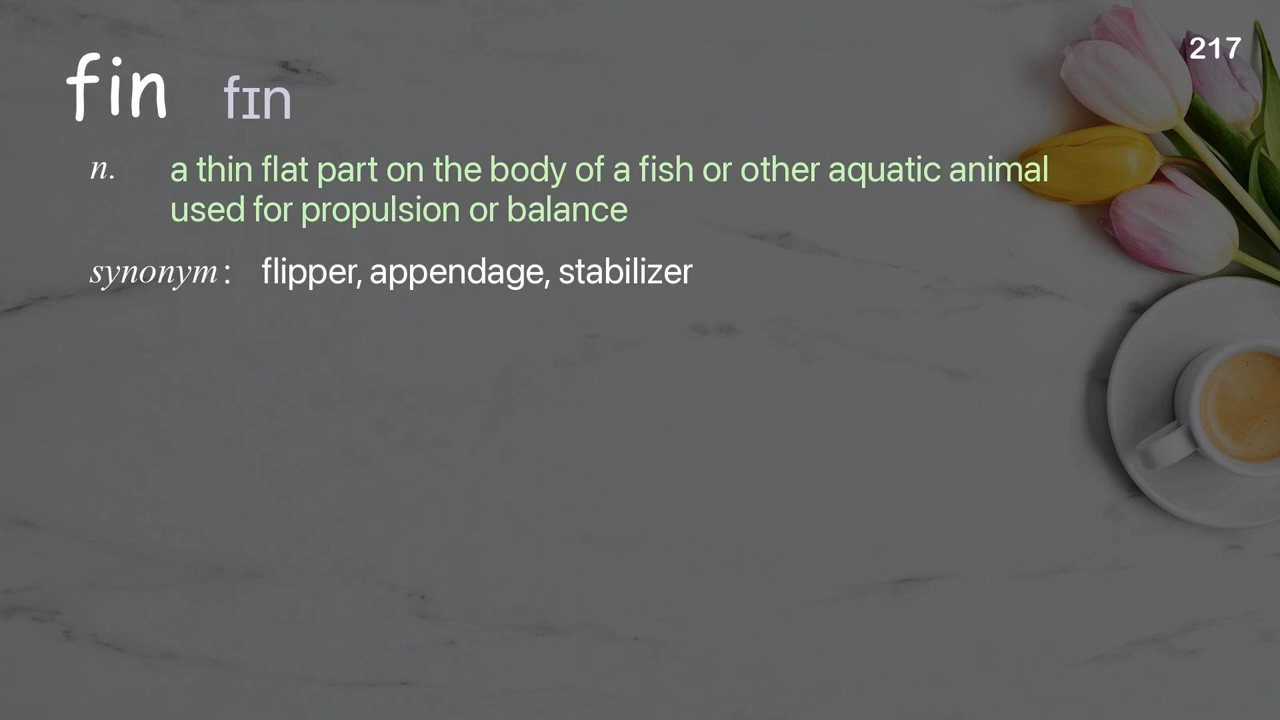 217
fin fɪn
n. a thin flat part on the body of a fish or other aquatic animal
used for propulsion or balance
synonym: flipper, appendage, stabilizer